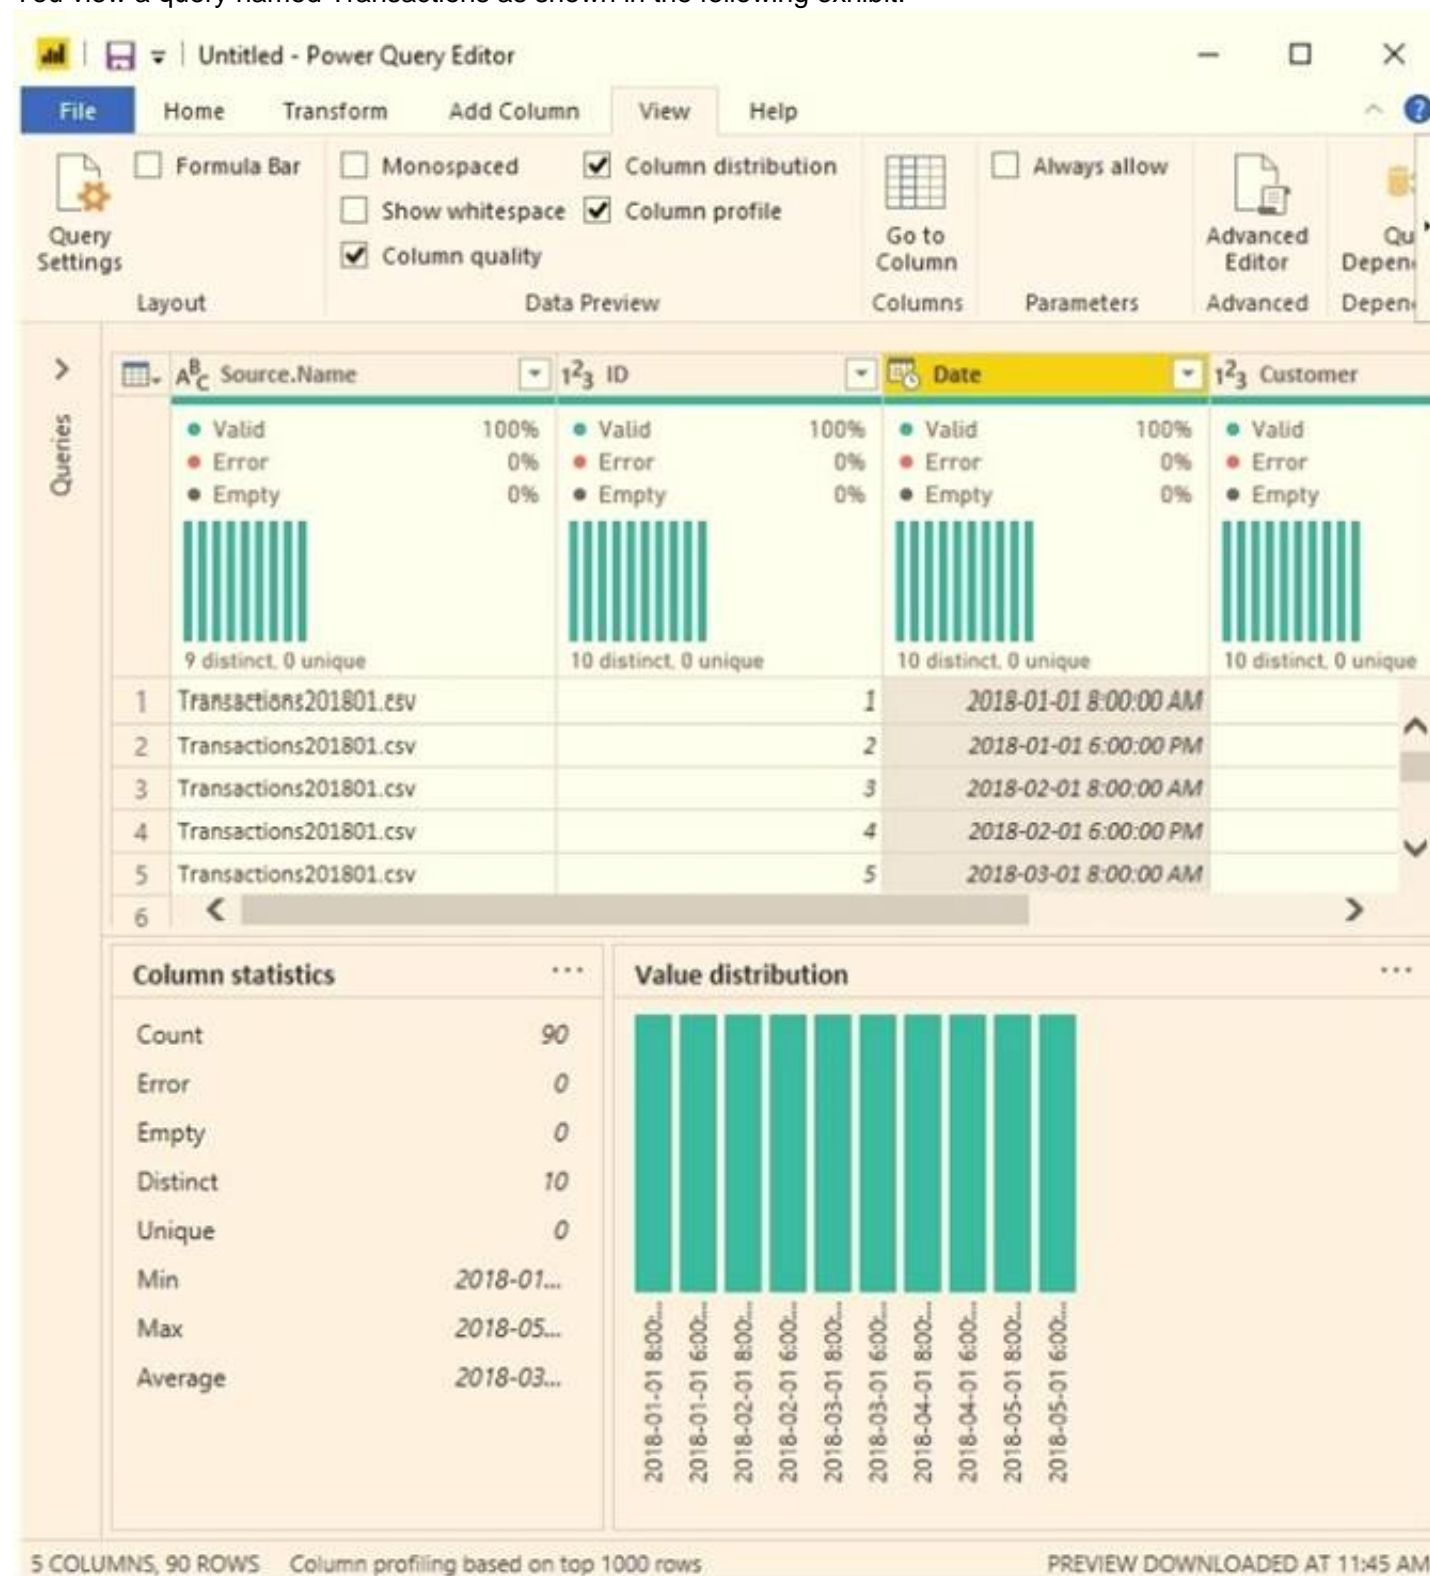 You view a query named Transactions as shown in the following exhibit.
Untitled - Power Query Editor
File Home Transform Add Column View Help
Formula Bar
Monospaced
Column distribution
Always allow
Show whitespace
Column profile
Column quality
Query Settings
Go to Column
Advanced Editor
Qu
Depen
Layout
Data Preview
Columns
Parameters
Advanced
Depen
Queries
ABC Source.Name
123 ID
Date
123 Customer
Valid 100% Valid 100% Valid 100% Valid
Error 0% Error 0% Error 0% Error
Empty 0% Empty 0% Empty 0% Empty
9 distinct, 0 unique 10 distinct, 0 unique 10 distinct, 0 unique 10 distinct, 0 unique
1 Transactions201801.csv 1 2018-01-01 8:00:00 AM
2 Transactions201801.csv 2 2018-01-01 6:00:00 PM
3 Transactions201801.csv 3 2018-02-01 8:00:00 AM
4 Transactions201801.csv 4 2018-02-01 6:00:00 PM
5 Transactions201801.csv 5 2018-03-01 8:00:00 AM
6
Column statistics ...
Count 90
Error 0
Empty 0
Distinct 10
Unique 0
Min 2018-01...
Max 2018-05...
Average 2018-03...
Value distribution ...
2018-01-01 8:00:...
2018-01-01 6:00:...
2018-02-01 8:00:...
2018-02-01 6:00:...
2018-03-01 8:00:...
2018-03-01 6:00:...
2018-04-01 8:00:...
2018-04-01 6:00:...
2018-05-01 8:00:...
2018-05-01 6:00:...
5 COLUMNS, 90 ROWS Column profiling based on top 1000 rows PREVIEW DOWNLOADED AT 11:45 AM